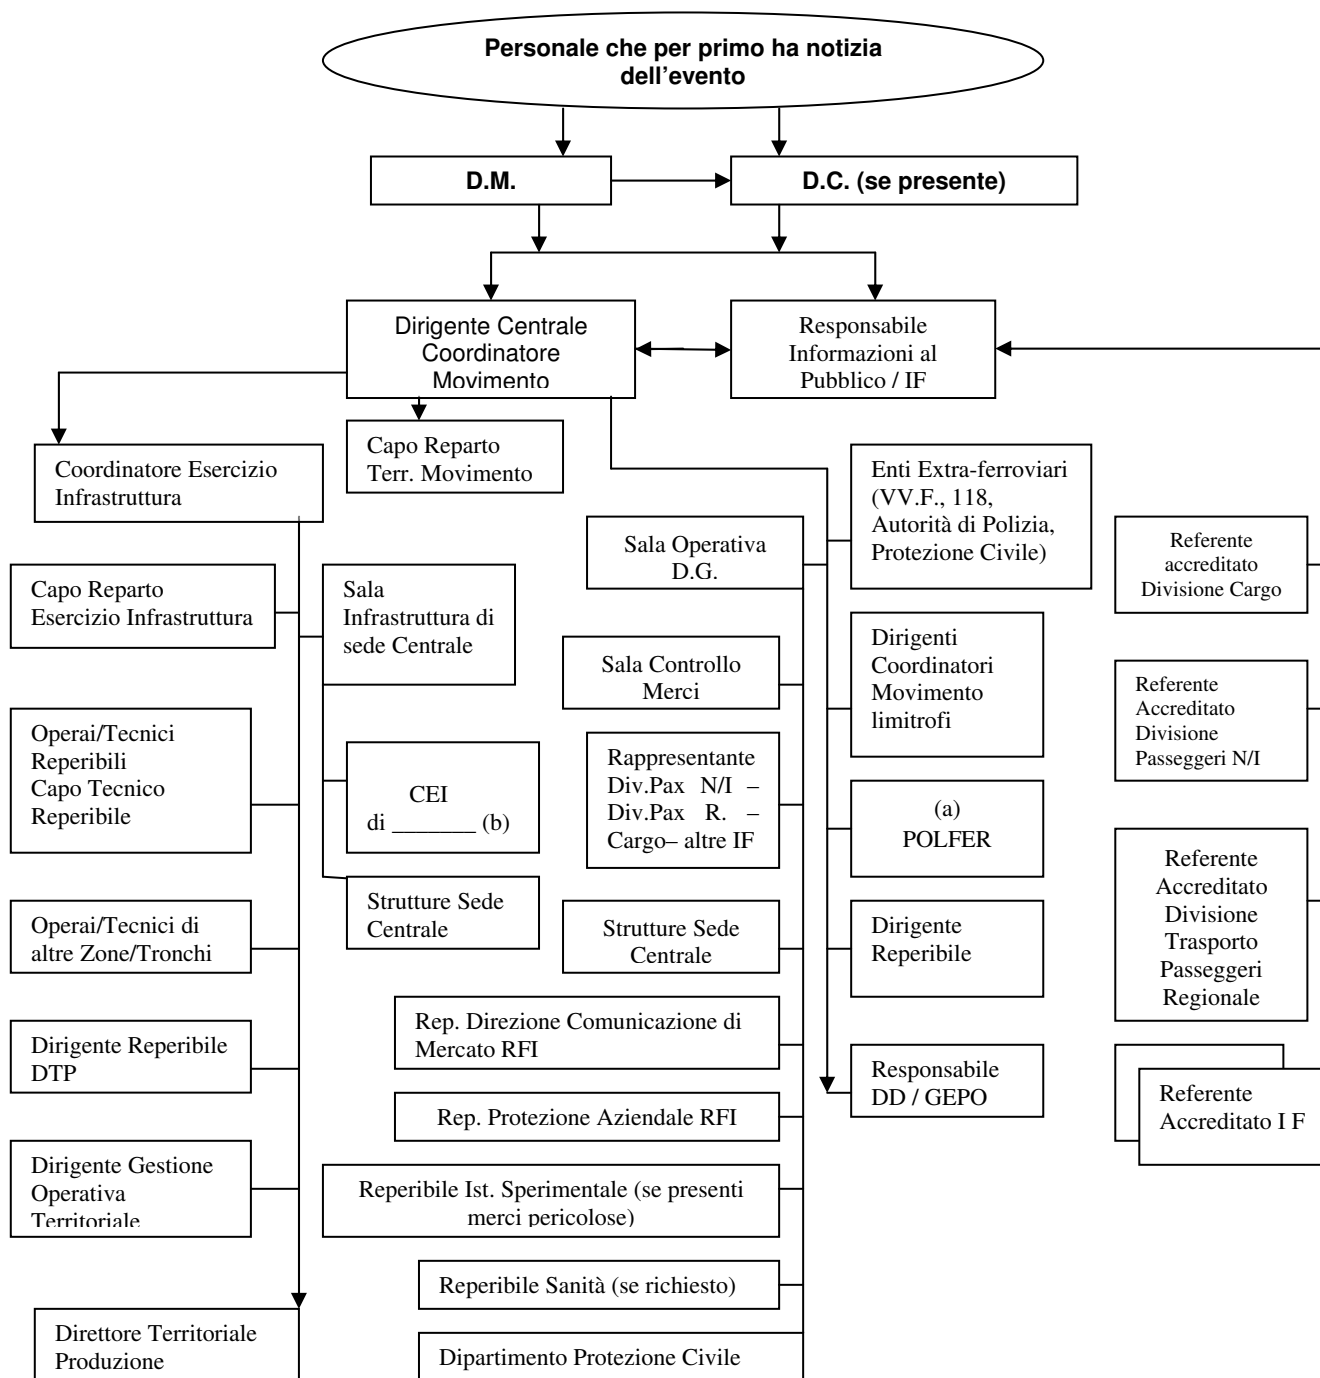 Personale che per primo ha notizia
dell'evento
D.M.
D.C. (se presente)
Dirigente Centrale
Coordinatore
Movimento
Responsabile
Informazioni al
Pubblico / IF
Capo Reparto
Terr. Movimento
Coordinatore Esercizio
Infrastruttura
Enti Extra-ferroviari
(VV.F., 118,
Autorità di Polizia,
Protezione Civile)
Sala Operativa
D.G.
Referente
accreditato
Divisione Cargo
Capo Reparto
Esercizio Infrastruttura
Sala
Infrastruttura di
sede Centrale
Dirigenti
Coordinatori
Movimento
limitrofi
Sala Controllo
Merci
Referente
Accreditato
Divisione
Passeggeri N/I
Operai/Tecnici
Reperibili
Capo Tecnico
Reperibile
CEI
di _______ (b)
Rappresentante
Div.Pax N/I –
Div.Pax R. –
Cargo– altre IF
(a)
POLFER
Referente
Accreditato
Divisione
Trasporto
Passeggeri
Regionale
Strutture Sede
Centrale
Operai/Tecnici di
altre Zone/Tronchi
Strutture Sede
Centrale
Dirigente
Reperibile
Rep. Direzione Comunicazione di
Mercato RFI
Dirigente Reperibile
DTP
Responsabile
DD / GEPO
Referente
Accreditato I F
Rep. Protezione Aziendale RFI
Dirigente Gestione
Operativa
Territoriale
Reperibile Ist. Sperimentale (se presenti
merci pericolose)
Reperibile Sanità (se richiesto)
Direttore Territoriale
Produzione
Dipartimento Protezione Civile